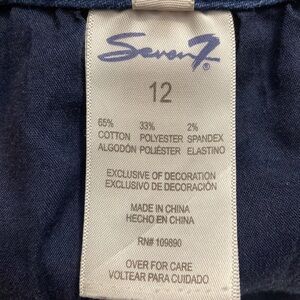 Seven7®
12
65% 33% 2%
COTTON POLYESTER SPANDEX
ALGODÓN POLIÉSTER ELASTINO
EXCLUSIVE OF DECORATION
EXCLUSIVO DE DECORACIÓN
MADE IN CHINA
HECHO EN CHINA
RN# 109890
OVER FOR CARE
VOLTEAR PARA CUIDADO